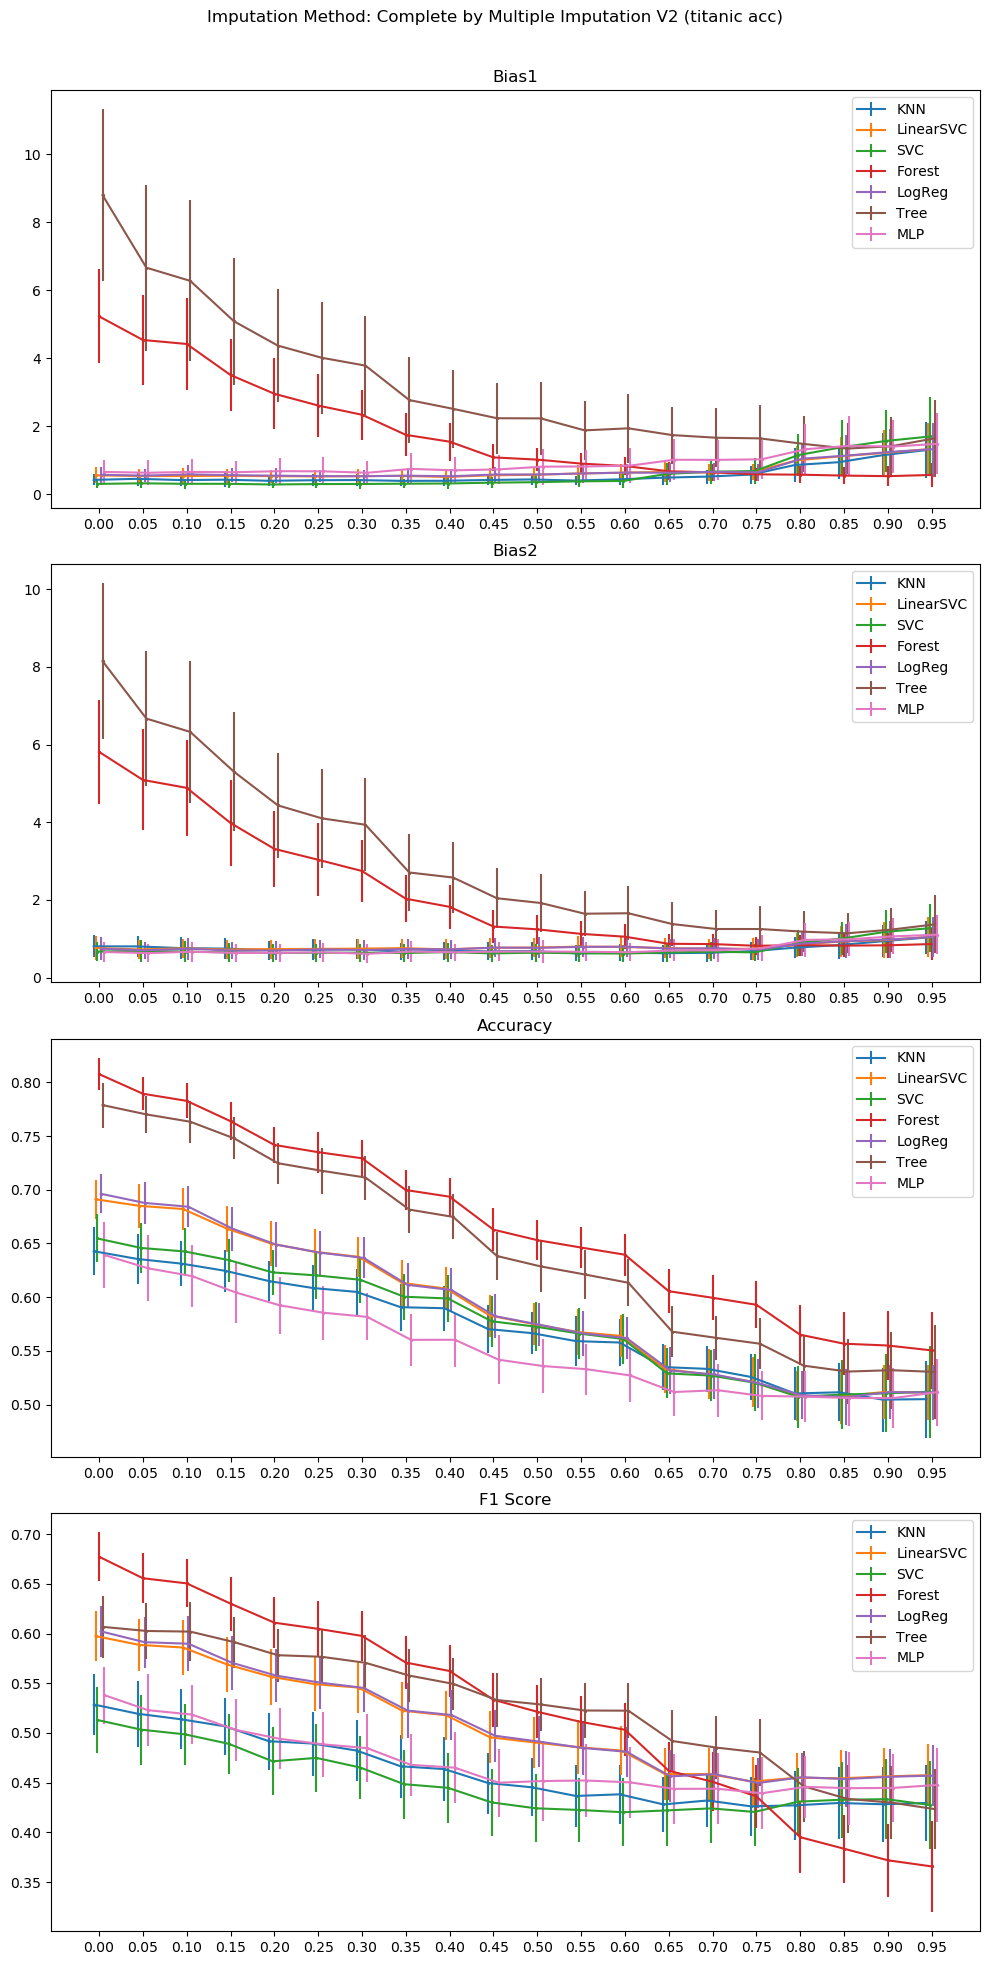 Imputation Method: Complete by Multiple Imputation V2 (titanic acc)
Bias1
10
8
6
4
2
0
KNN
LinearSVC
SVC
Forest
LogReg
Tree
MLP
0.00 0.05 0.10 0.15 0.20 0.25 0.30 0.35 0.40 0.45 0.50 0.55 0.60 0.65 0.70 0.75 0.80 0.85 0.90 0.95
Bias2
10
8
6
4
2
0
KNN
LinearSVC
SVC
Forest
LogReg
Tree
MLP
0.00 0.05 0.10 0.15 0.20 0.25 0.30 0.35 0.40 0.45 0.50 0.55 0.60 0.65 0.70 0.75 0.80 0.85 0.90 0.95
Accuracy
0.80
0.75
0.70
0.65
0.60
0.55
0.50
KNN
LinearSVC
SVC
Forest
LogReg
Tree
MLP
0.00 0.05 0.10 0.15 0.20 0.25 0.30 0.35 0.40 0.45 0.50 0.55 0.60 0.65 0.70 0.75 0.80 0.85 0.90 0.95
F1 Score
0.70
0.65
0.60
0.55
0.50
0.45
0.40
0.35
KNN
LinearSVC
SVC
Forest
LogReg
Tree
MLP
0.00 0.05 0.10 0.15 0.20 0.25 0.30 0.35 0.40 0.45 0.50 0.55 0.60 0.65 0.70 0.75 0.80 0.85 0.90 0.95